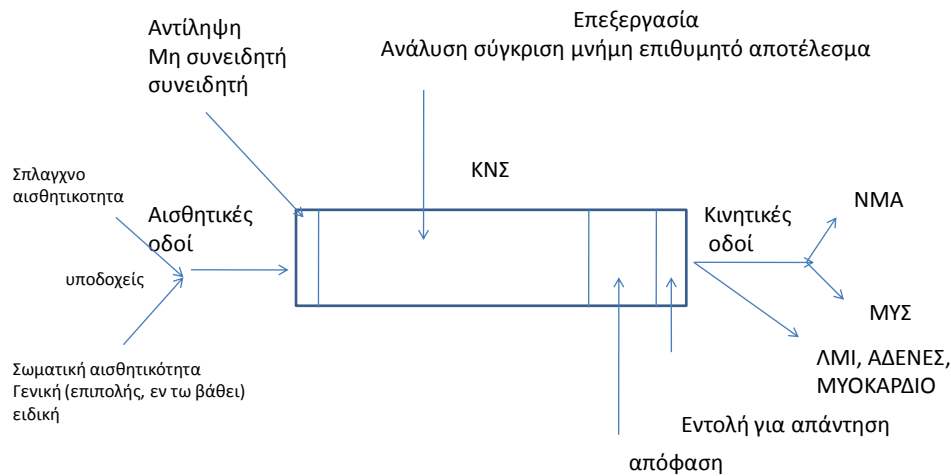 Αντίληψη
Μη συνειδητή
συνειδητή
Επεξεργασία
Ανάλυση σύγκριση μνήμη επιθυμητό αποτέλεσμα
ΚΝΣ
Σπλαγχνο
αισθητικοτητα
Αισθητικές
οδοί
υποδοχείς
Σωματική αισθητικότητα
Γενική (επιπολής, εν τω βάθει)
ειδική
Κινητικές
οδοί
ΝΜΑ
ΜΥΣ
ΛΜΙ, ΑΔΕΝΕΣ,
ΜΥΟΚΑΡΔΙΟ
Εντολή για απάντηση
απόφαση